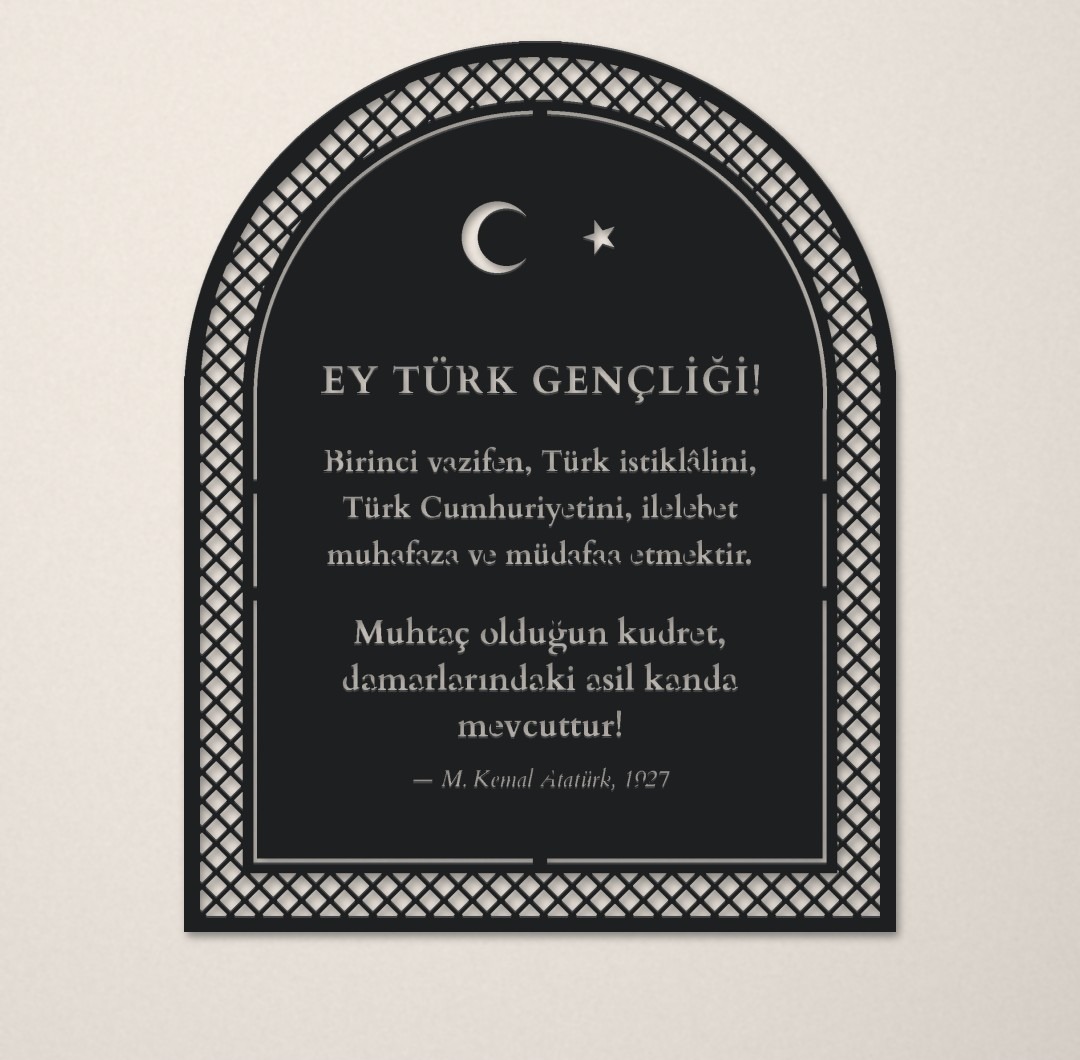 EY TÜRK GENÇLİĞİ!
Birinci vazifen, Türk istiklâlini,
Türk Cumhuriyetini, ilelebet
muhafaza ve müdafaa etmektir.
Muhtaç olduğun kudret,
damarlarındaki asil kanda
mevcuttur!
— M. Kemal Atatürk, 1927